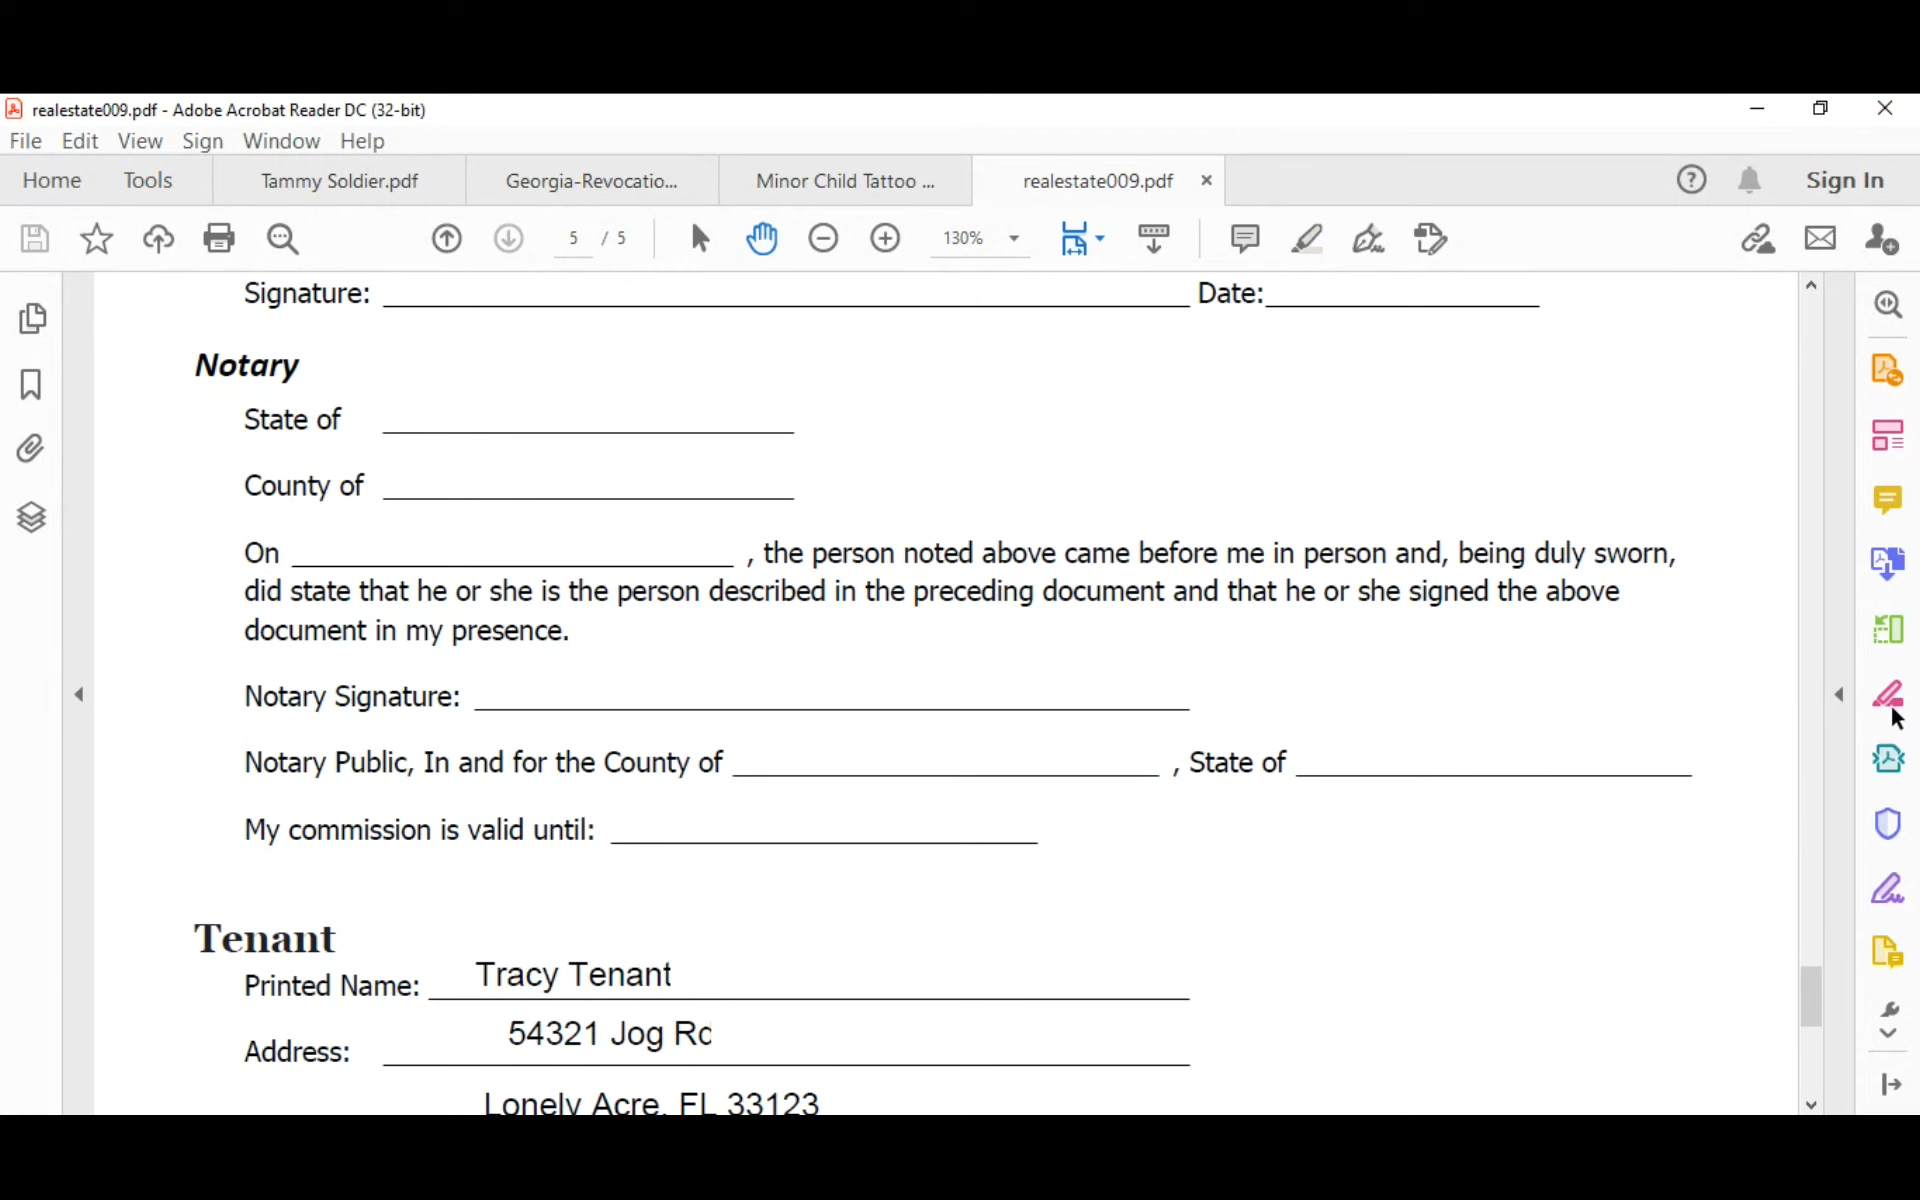 realestate009.pdf - Adobe Acrobat Reader DC (32-bit)
File Edit View Sign Window Help
Home Tools Tammy Soldier.pdf Georgia-Revocatio... Minor Child Tattoo ... realestate009.pdf Sign In
5 / 5 130%
Signature: Date:
Notary
State of
County of
On , the person noted above came before me in person and, being duly sworn,
did state that he or she is the person described in the preceding document and that he or she signed the above
document in my presence.
Notary Signature:
Notary Public, In and for the County of , State of
My commission is valid until:
Tenant
Printed Name: Tracy Tenant
Address: 54321 Jog Rd
Lonely Acre, FL 33123